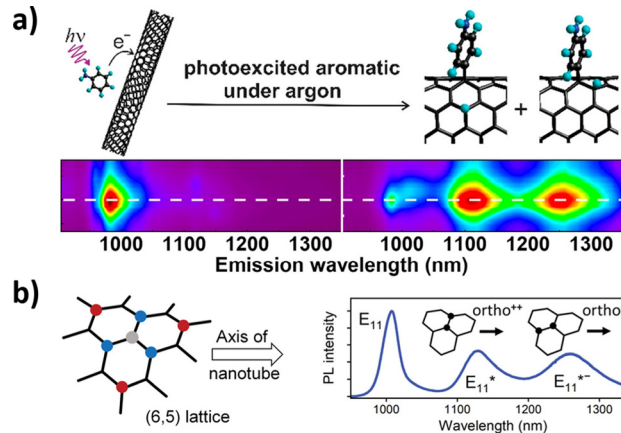 a)
hν
e⁻
photoexcited aromatic
under argon
+
1000 1100 1200 1300 1000 1100 1200 1300
Emission wavelength (nm)
b)
Axis of
nanotube
(6,5) lattice
PL intensity
E₁₁
ortho⁺⁺
ortho
E₁₁*
E₁₁*⁻
1000 1100 1200 1300
Wavelength (nm)